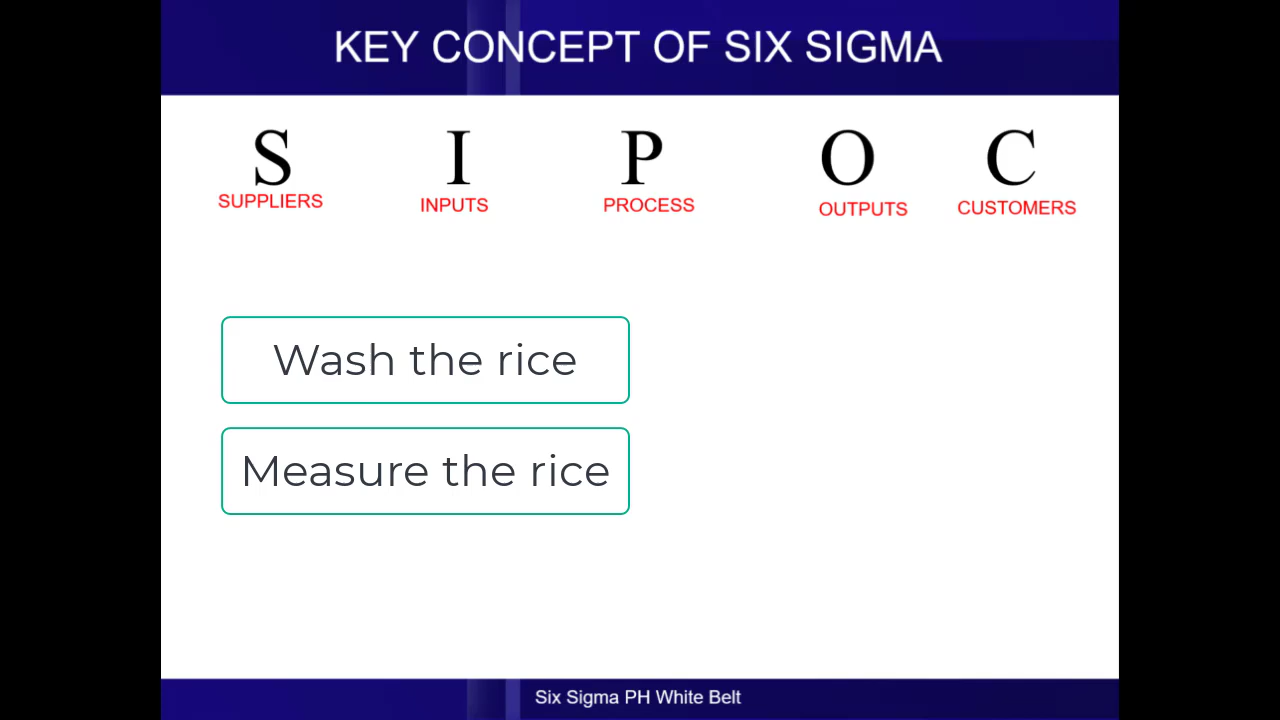 KEY CONCEPT OF SIX SIGMA
S I P O C
SUPPLIERS INPUTS PROCESS OUTPUTS CUSTOMERS
Wash the rice
Measure the rice
Six Sigma PH White Belt